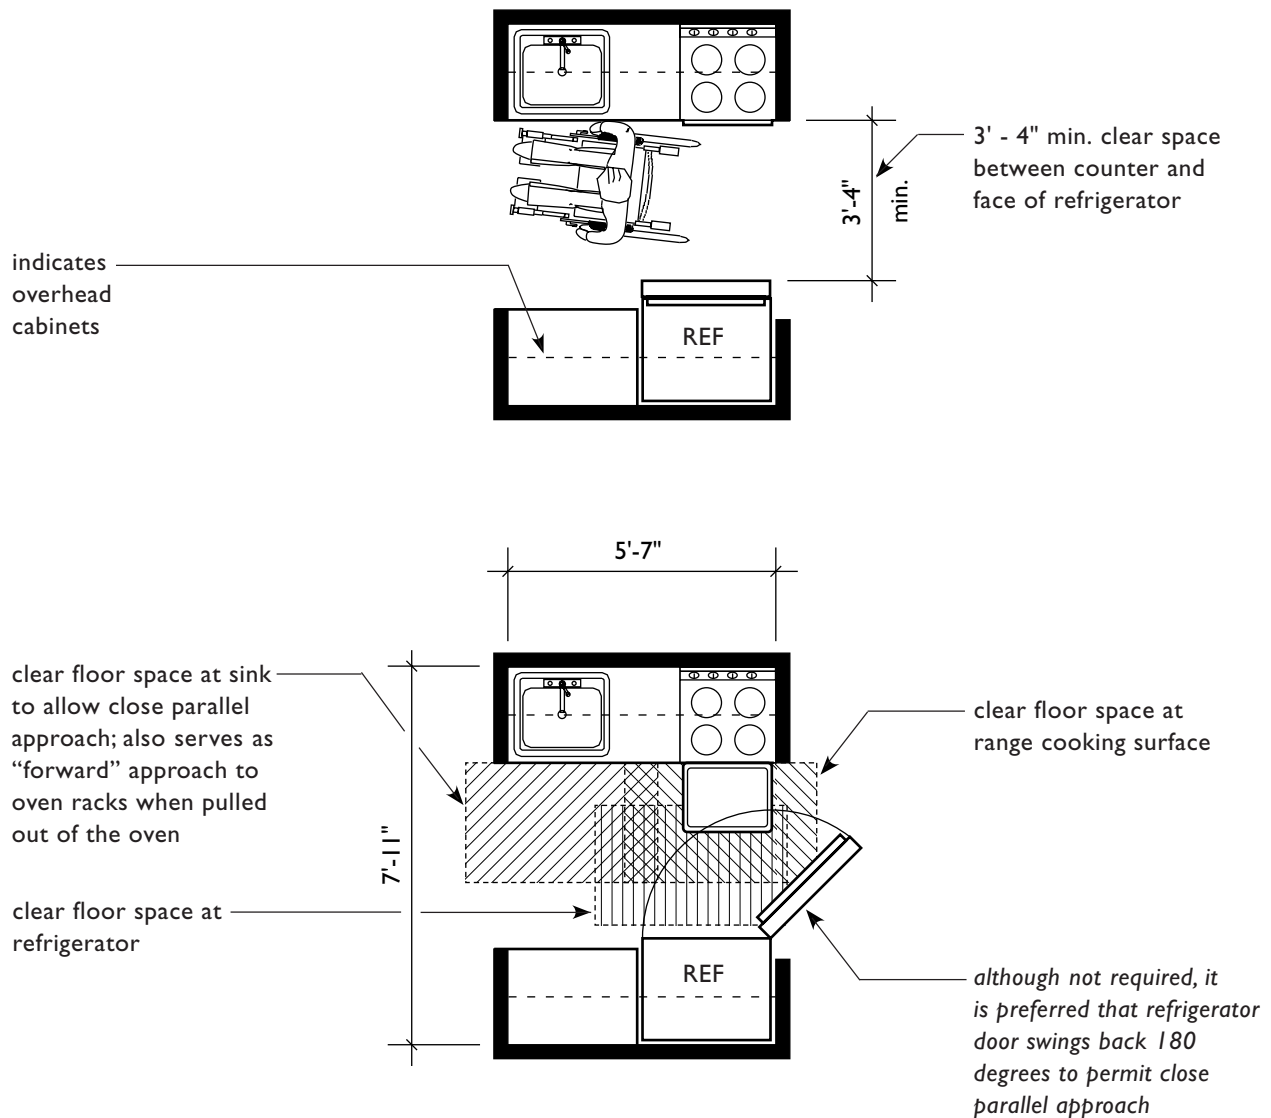 3' - 4" min. clear space
between counter and
face of refrigerator
3'-4"
min.
indicates
overhead
cabinets
REF
5'-7"
clear floor space at sink
to allow close parallel
approach; also serves as
“forward” approach to
oven racks when pulled
out of the oven
7'-11"
clear floor space at
range cooking surface
clear floor space at
refrigerator
REF
although not required, it
is preferred that refrigerator
door swings back 180
degrees to permit close
parallel approach